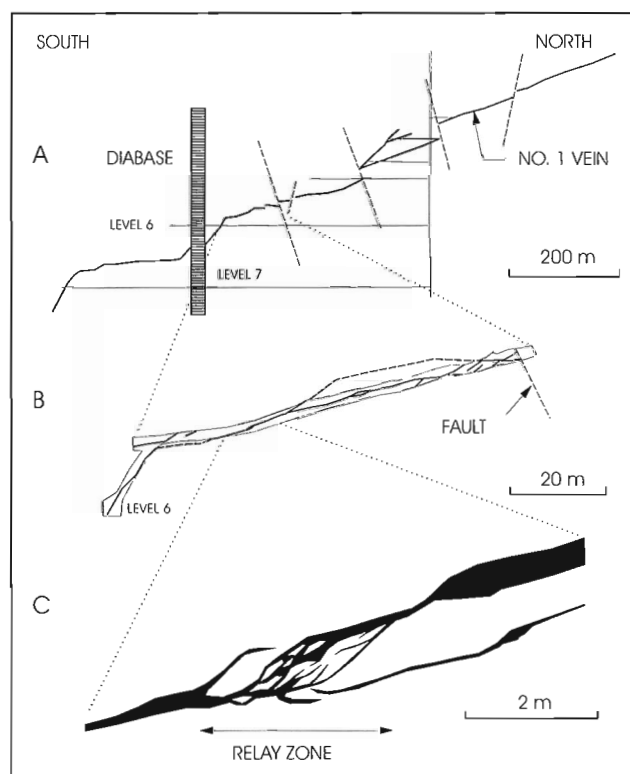 SOUTH
NORTH
A
DIABASE
NO. 1 VEIN
LEVEL 6
LEVEL 7
200 m
B
FAULT
LEVEL 6
20 m
C
2 m
RELAY ZONE